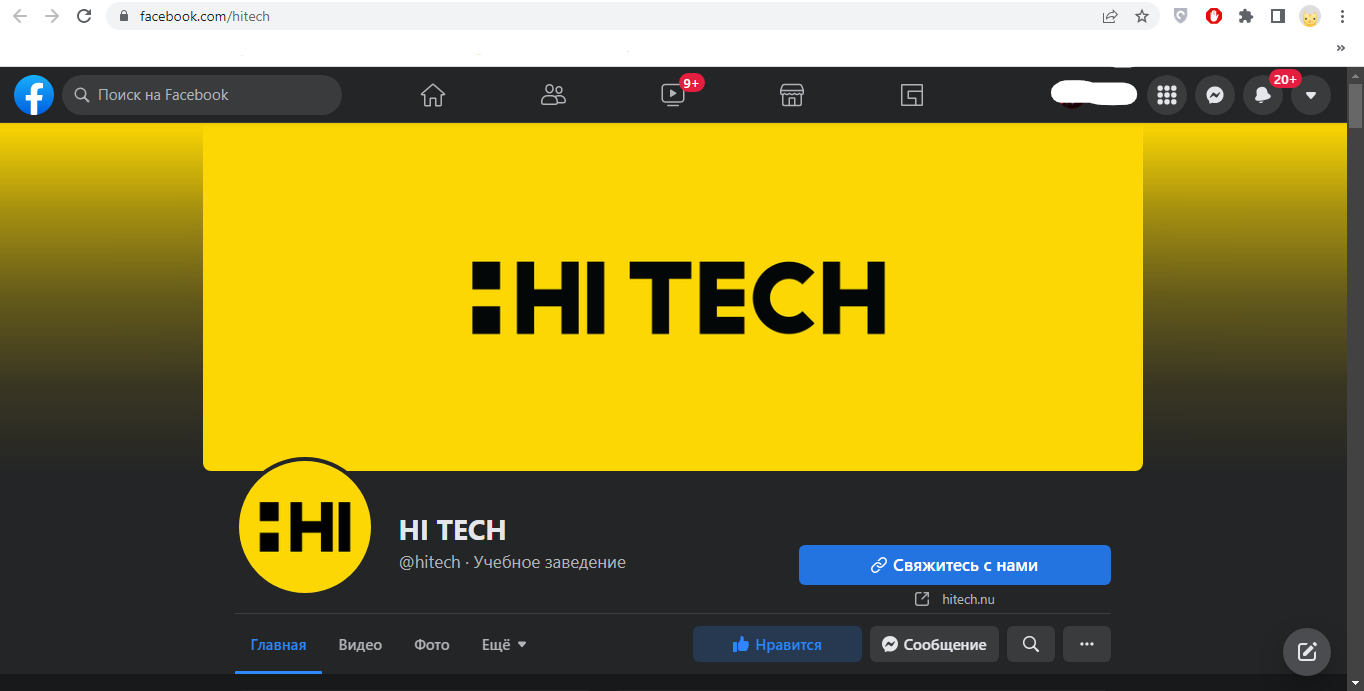 facebook.com/hitech
»
Поиск на Facebook
9+
20+
HI TECH
HI
HI TECH
@hitech · Учебное заведение
Свяжитесь с нами
hitech.nu
Главная Видео Фото Ещё
Нравится Сообщение